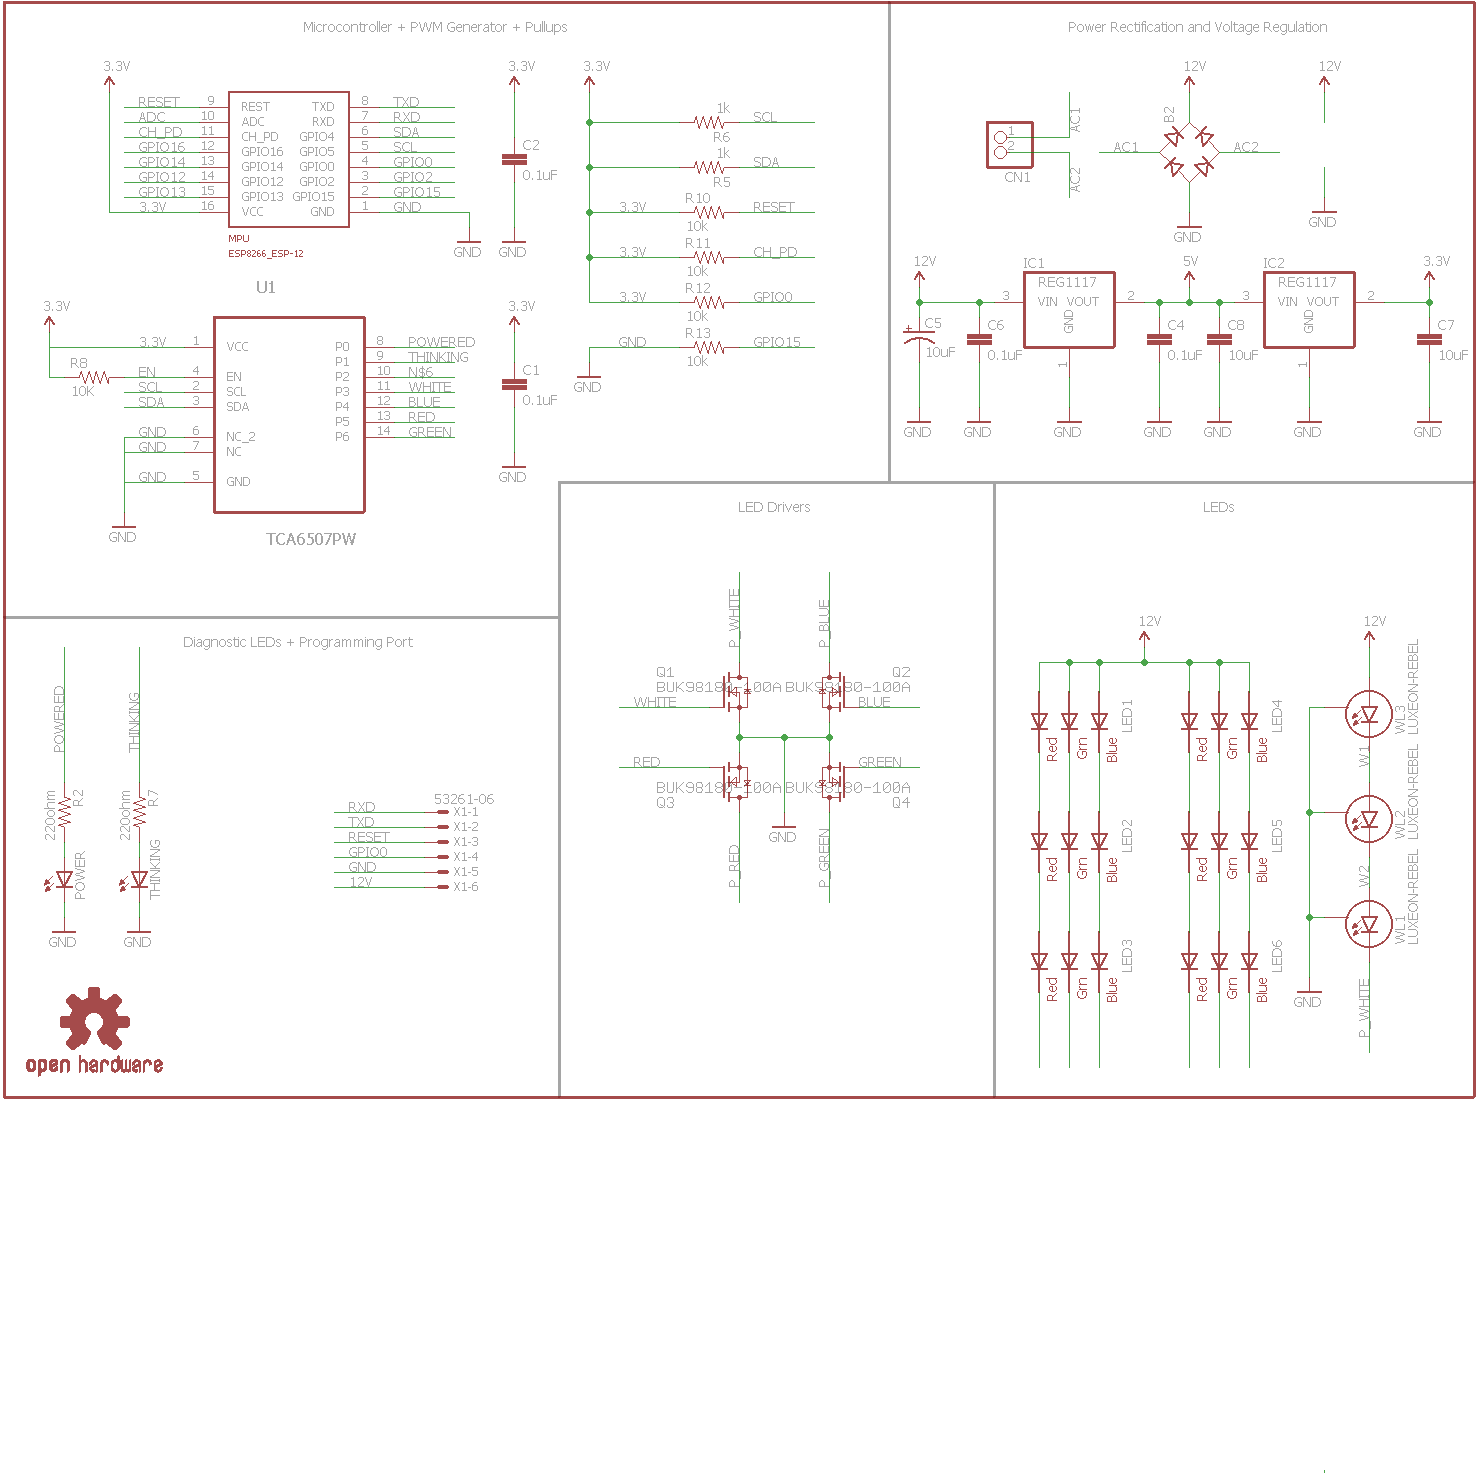 Microcontroller + PWM Generator + Pullups
3.3V
RESET 9 REST TXD 8 TXD
ADC 10 ADC RXD 7 RXD
CH_PD 11 CH_PD GPIO4 6 SDA
GPIO16 12 GPIO16 GPIO5 5 SCL
GPIO14 13 GPIO14 GPIO0 4 GPIO0
GPIO12 14 GPIO12 GPIO2 3 GPIO2
GPIO13 15 GPIO13 GPIO15 2 GPIO15
3.3V 16 VCC GND 1 GND
MPU
ESP8266_ESP-12
GND
3.3V
C2
0.1uF
GND
3.3V
1k
R6
SCL
1k
R5
SDA
3.3V
R10
10k
RESET
3.3V
R11
10k
CH_PD
3.3V
R12
10k
GPIO0
GND
R13
10k
GPIO15
GND
U1
3.3V
3.3V 1 VCC P0 8 POWERED
P1 9 THINKING
R8
10K
EN 4 EN P2 10 N$6
SCL 2 SCL P3 11 WHITE
SDA 3 SDA P4 12 BLUE
P5 13 RED
GND 6 NC_2 P6 14 GREEN
GND 7 NC
GND 5 GND
GND
TCA6507PW
3.3V
C1
0.1uF
GND
Power Rectification and Voltage Regulation
1
2
CN1
AC1
AC2
12V
B2
AC1
AC2
GND
12V
GND
12V
C5
+
10uF
GND
C6
0.1uF
GND
IC1
REG1117
3 VIN VOUT 2
GND
1
GND
5V
C4
0.1uF
GND
C8
10uF
GND
IC2
REG1117
3 VIN VOUT 2
GND
1
GND
3.3V
C7
10uF
GND
Diagnostic LEDs + Programming Port
POWERED
R2
220ohm
POWER
GND
THINKING
R7
220ohm
THINKING
GND
53261-06
RXD X1-1
TXD X1-2
RESET X1-3
GPIO0 X1-4
GND X1-5
12V X1-6
open hardware
LED Drivers
P_WHITE
P_BLUE
Q1
BUK98180-100A
WHITE
Q2
BUK98180-100A
BLUE
RED
BUK98180-100A
Q3
GREEN
BUK98180-100A
Q4
GND
P_RED
P_GREEN
LEDs
12V
Red
Grn
Blue
LED1
Red
Grn
Blue
LED4
Red
Grn
Blue
LED2
Red
Grn
Blue
LED5
Red
Grn
Blue
LED3
Red
Grn
Blue
LED6
12V
WL3
LUXEON-REBEL
W1
WL2
LUXEON-REBEL
W2
WL1
LUXEON-REBEL
GND
P_WHITE